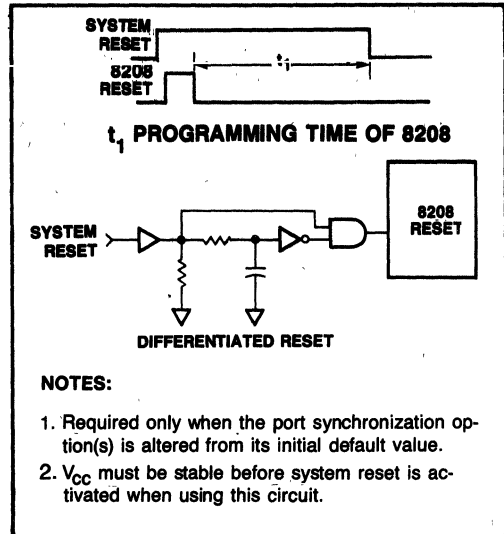 SYSTEM
RESET
8208
RESET
t₁
t₁ PROGRAMMING TIME OF 8208
SYSTEM
RESET
8208
RESET
DIFFERENTIATED RESET
NOTES:
1. Required only when the port synchronization op-
tion(s) is altered from its initial default value.
2. V_CC must be stable before system reset is ac-
tivated when using this circuit.